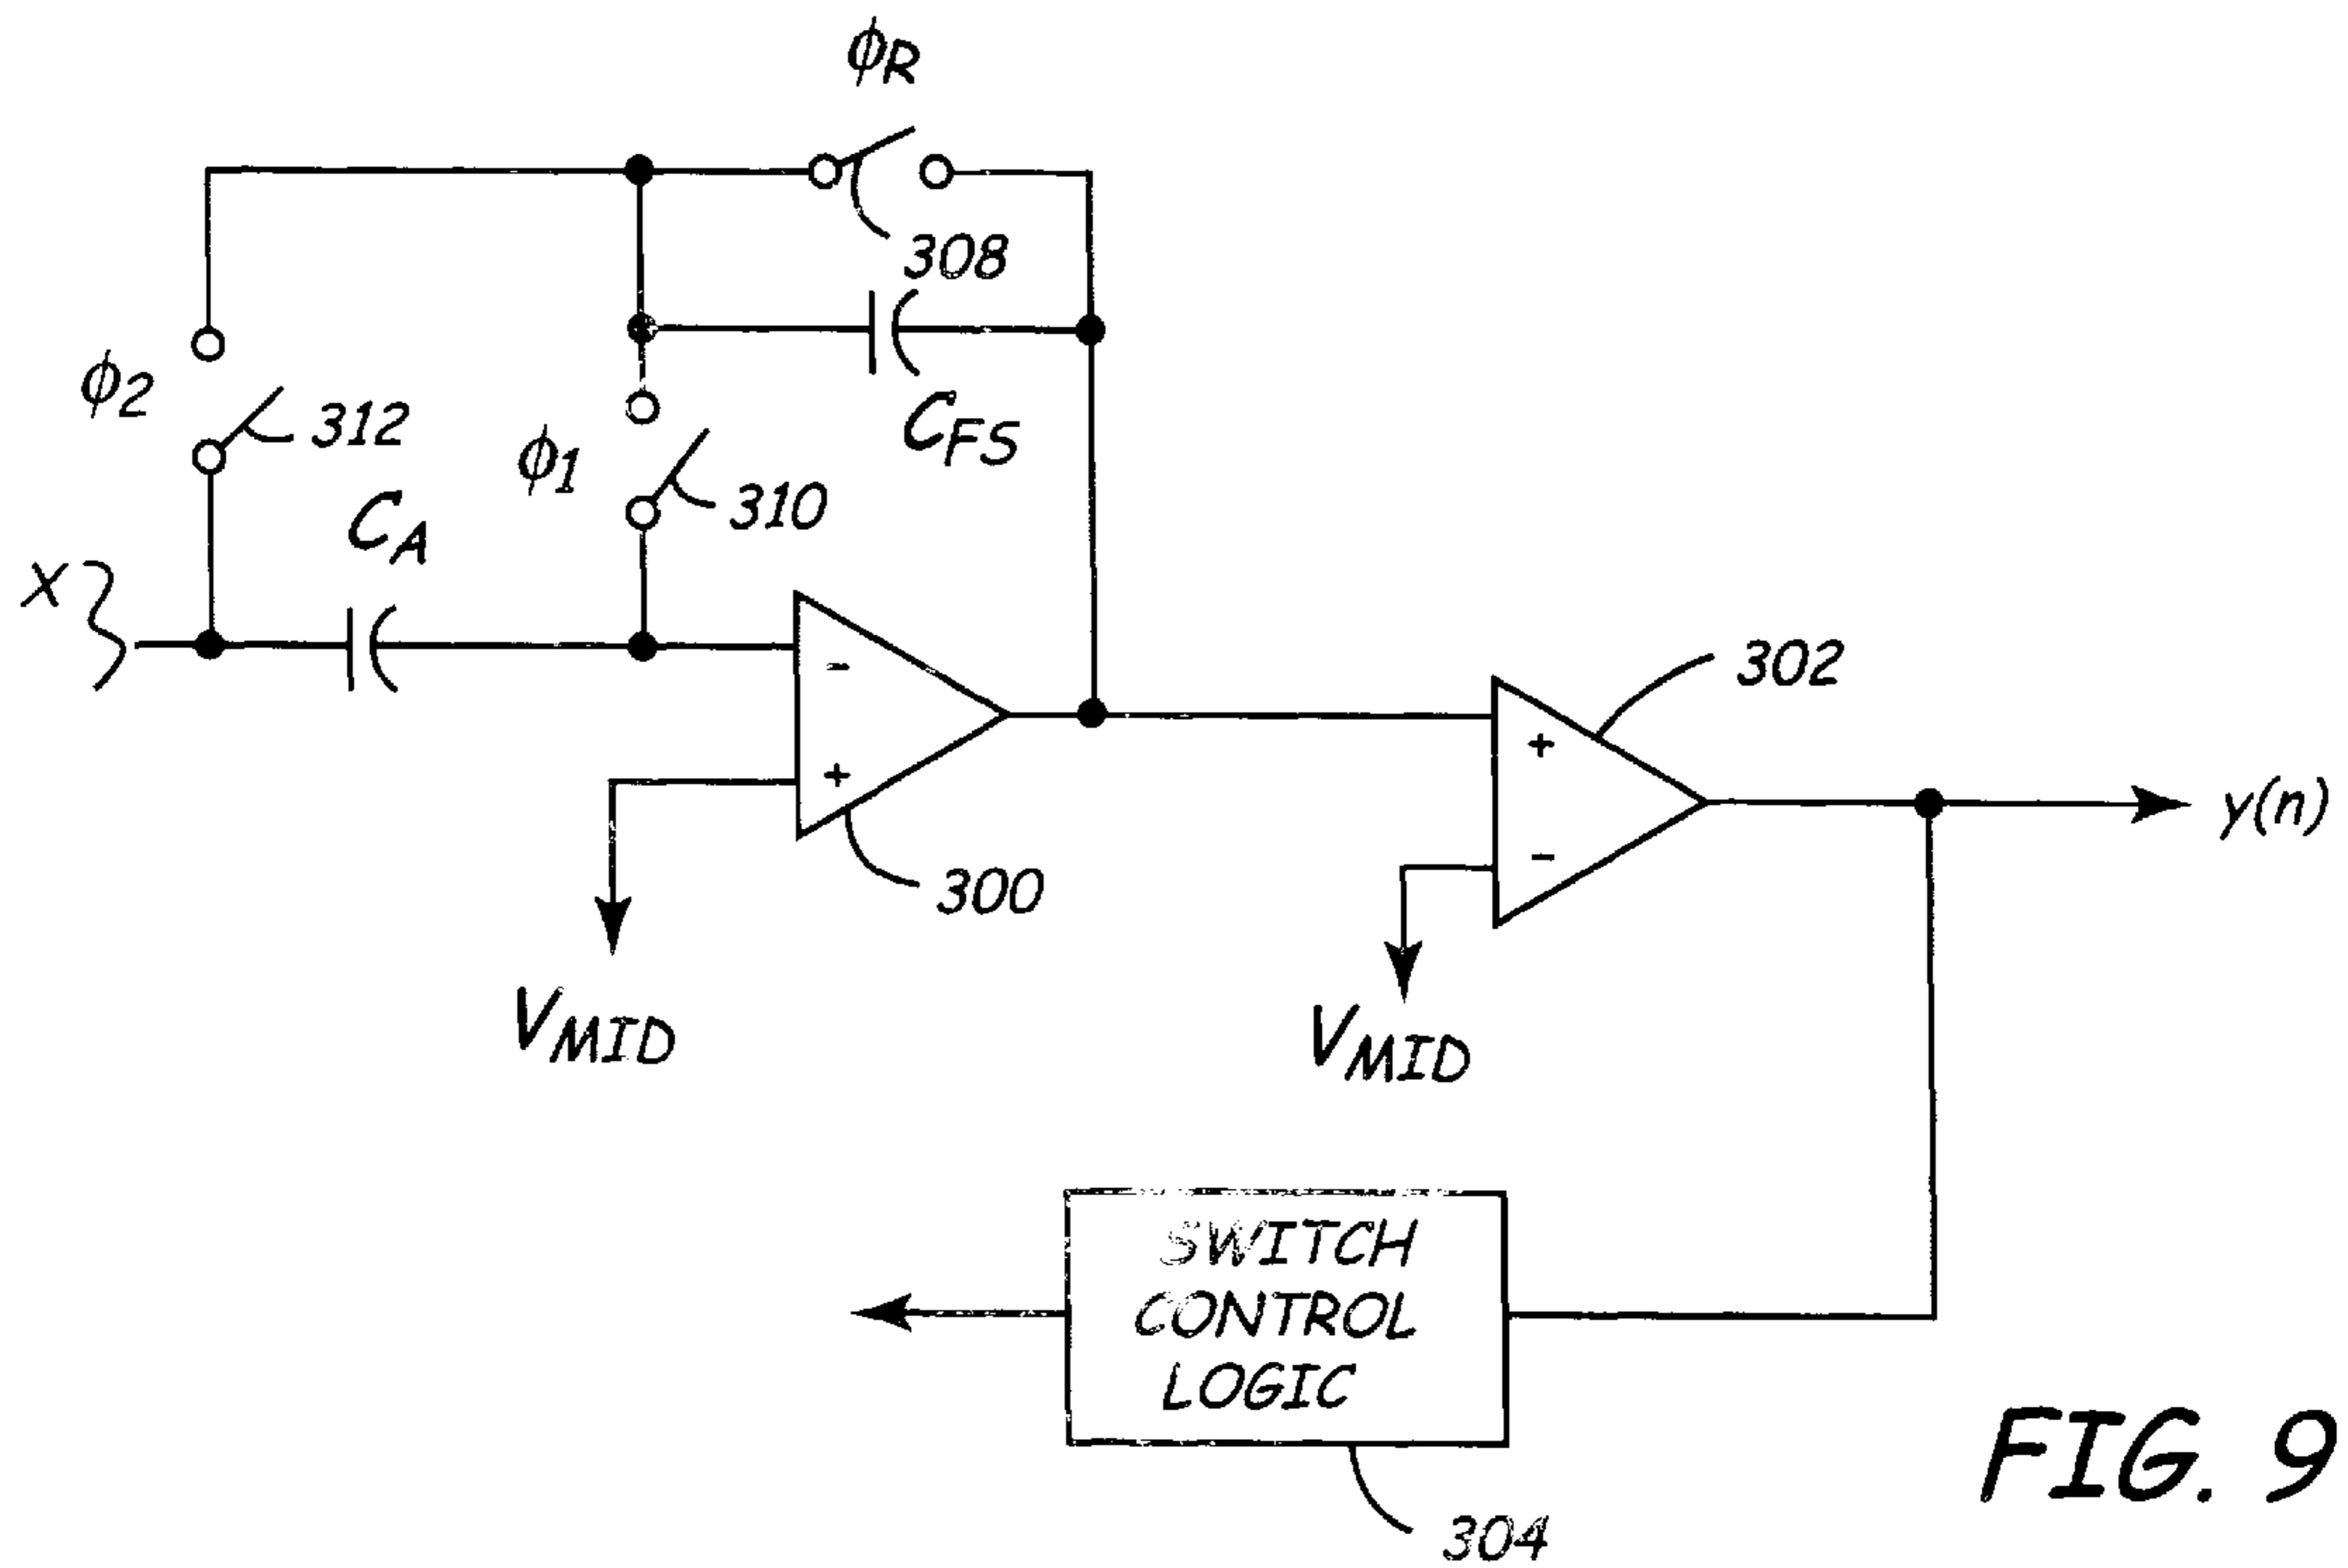 ϕR
308
ϕ2
312
CFS
ϕ1
310
CA
X
-
+
300
302
+
-
y(n)
VMID
VMID
SWITCH
CONTROL
LOGIC
304
FIG. 9